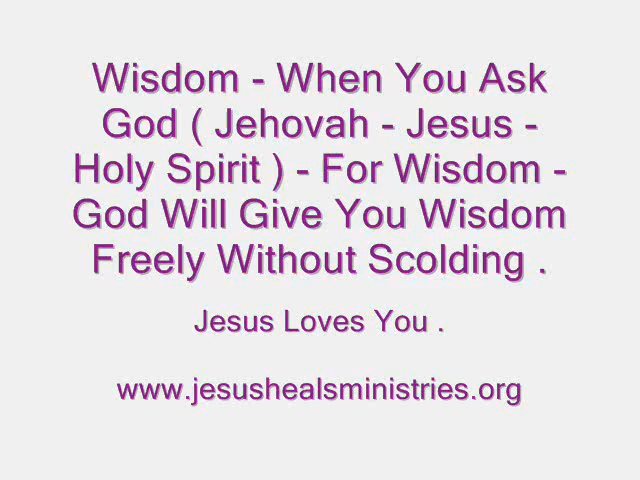 Wisdom - When You Ask
God ( Jehovah - Jesus -
Holy Spirit ) - For Wisdom -
God Will Give You Wisdom
Freely Without Scolding .
Jesus Loves You .
www.jesushealsministries.org